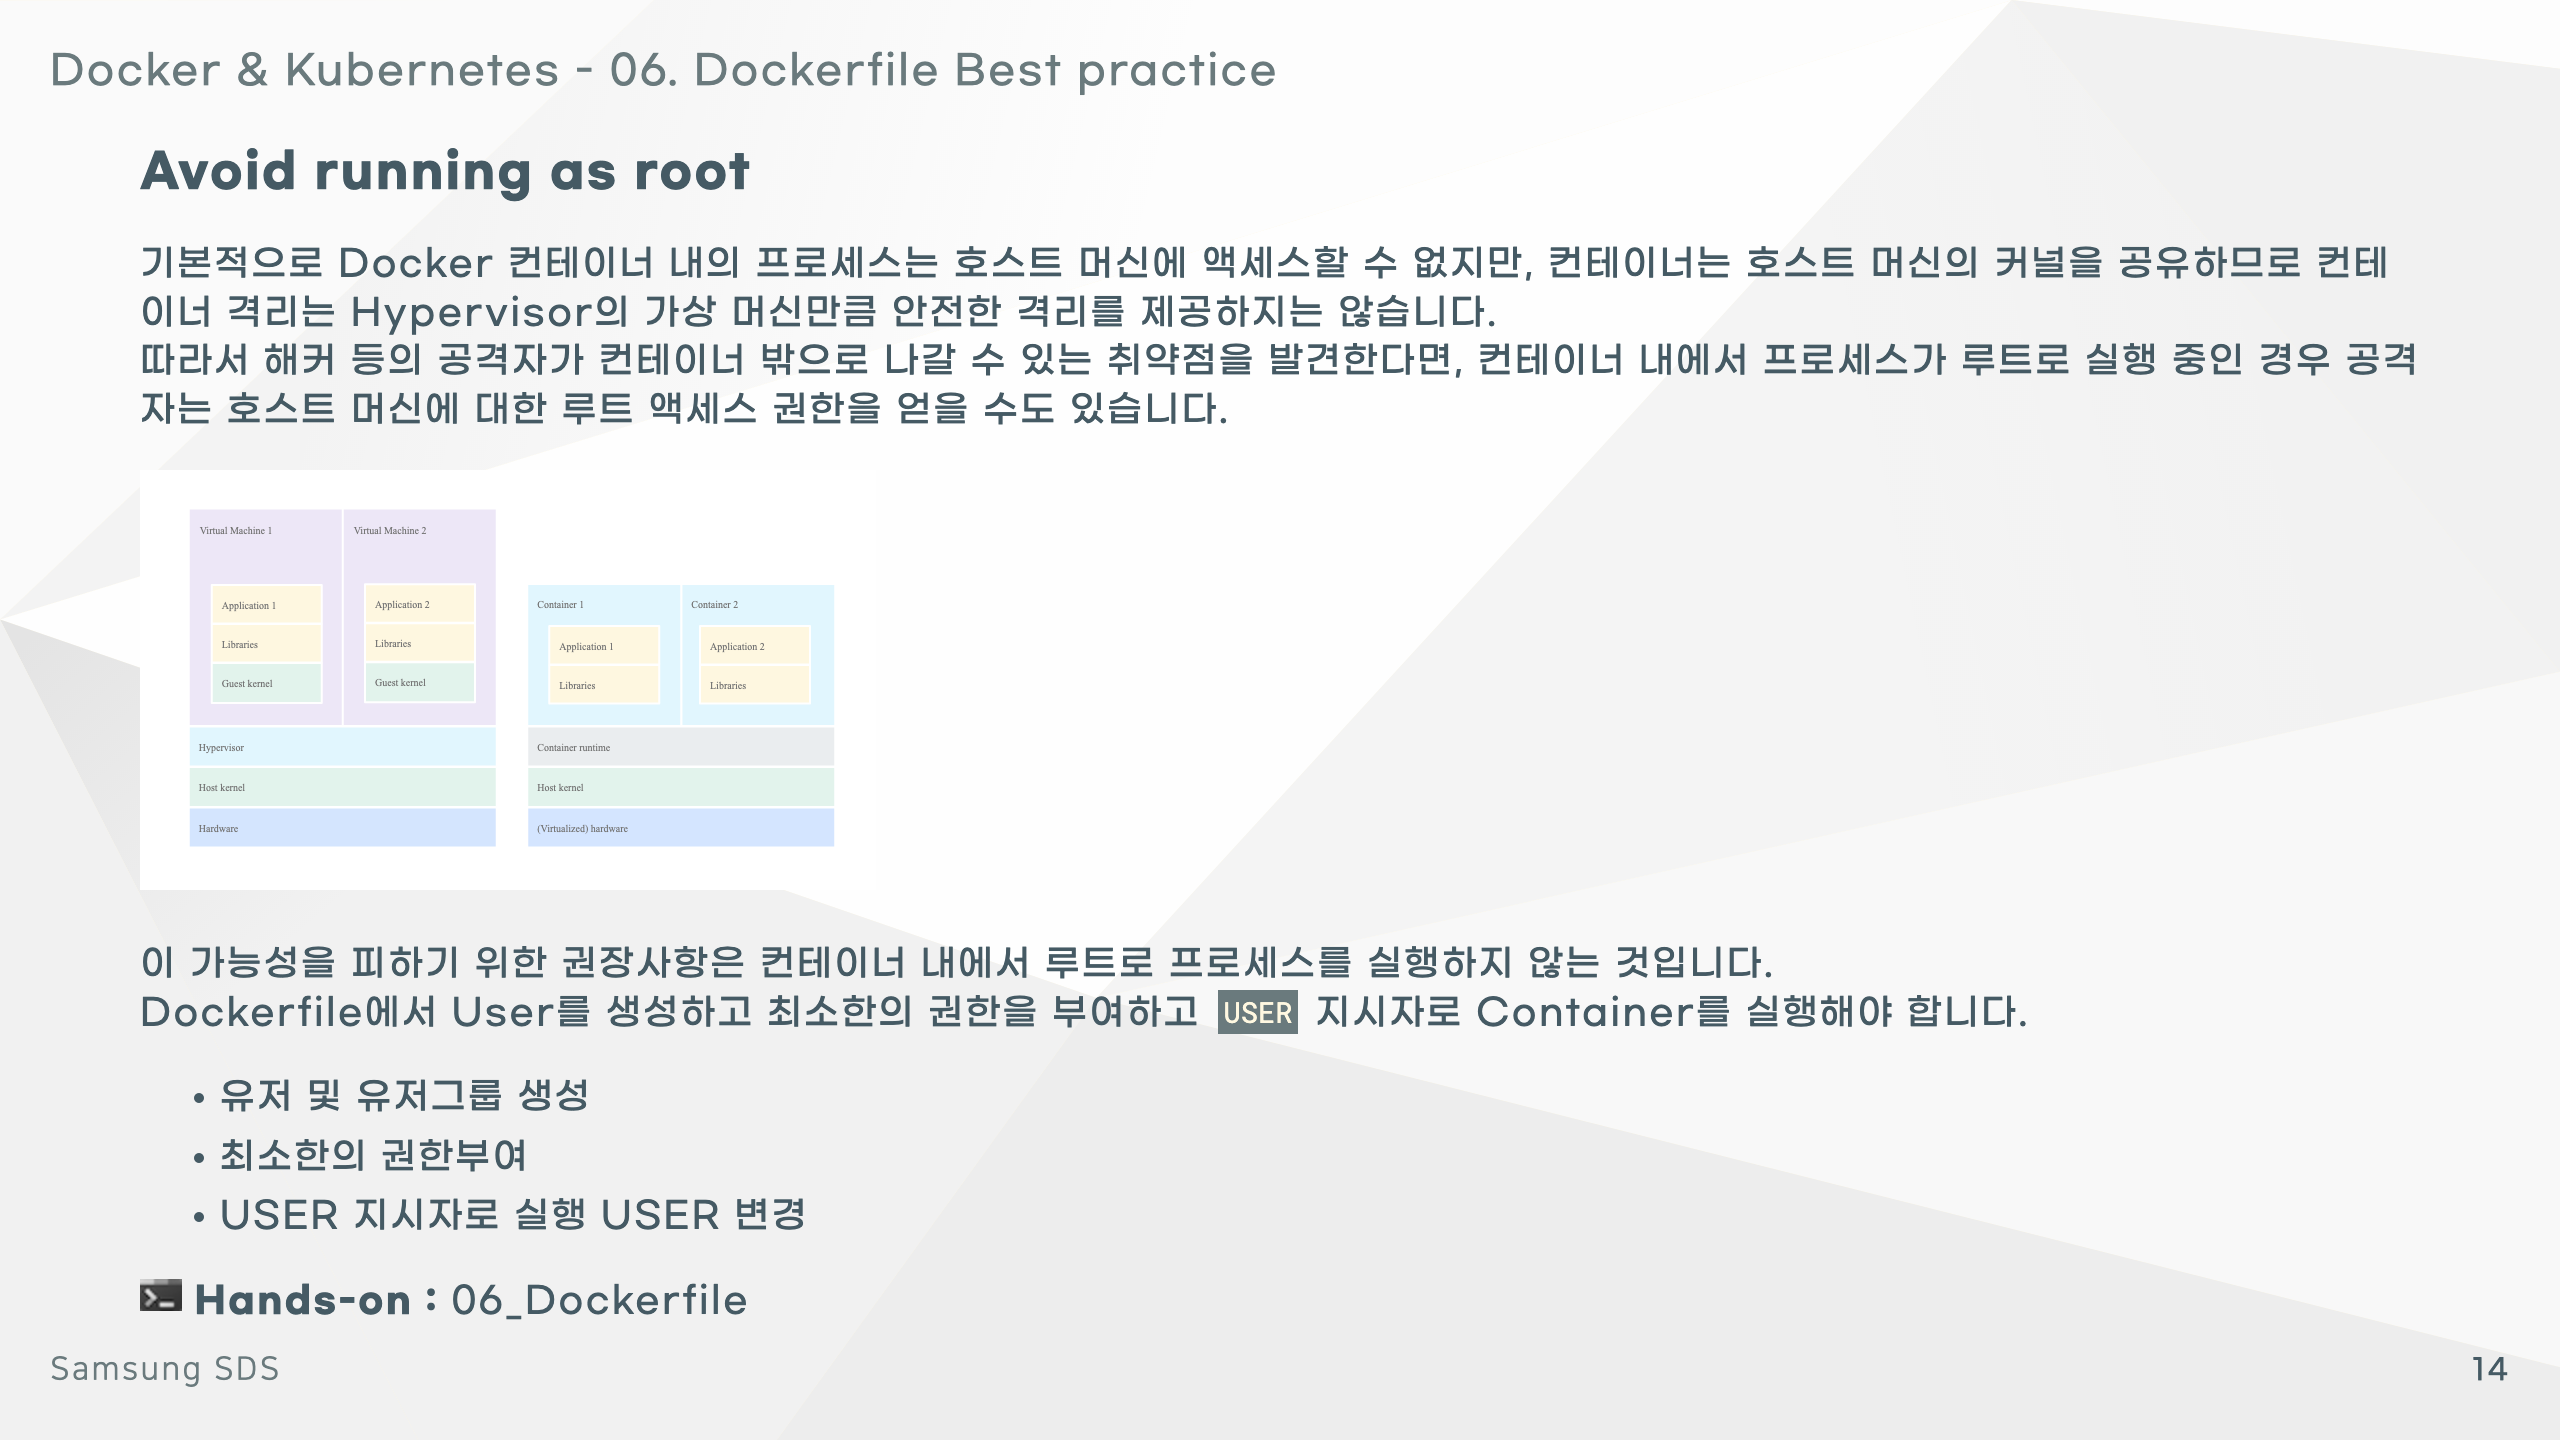 Docker & Kubernetes - 06. Dockerfile Best practice
Avoid running as root
기본적으로 Docker 컨테이너 내의 프로세스는 호스트 머신에 액세스할 수 없지만, 컨테이너는 호스트 머신의 커널을 공유하므로 컨테
이너 격리는 Hypervisor의 가상 머신만큼 안전한 격리를 제공하지는 않습니다.
따라서 해커 등의 공격자가 컨테이너 밖으로 나갈 수 있는 취약점을 발견한다면, 컨테이너 내에서 프로세스가 루트로 실행 중인 경우 공격
자는 호스트 머신에 대한 루트 액세스 권한을 얻을 수도 있습니다.
Virtual Machine 1
Virtual Machine 2
Application 1
Application 2
Libraries
Libraries
Guest kernel
Guest kernel
Hypervisor
Host kernel
Hardware
Container 1
Container 2
Application 1
Application 2
Libraries
Libraries
Container runtime
Host kernel
(Virtualized) hardware
이 가능성을 피하기 위한 권장사항은 컨테이너 내에서 루트로 프로세스를 실행하지 않는 것입니다.
Dockerfile에서 User를 생성하고 최소한의 권한을 부여하고 USER 지시자로 Container를 실행해야 합니다.
• 유저 및 유저그룹 생성
• 최소한의 권한부여
• USER 지시자로 실행 USER 변경
Hands-on : 06_Dockerfile
Samsung SDS
14